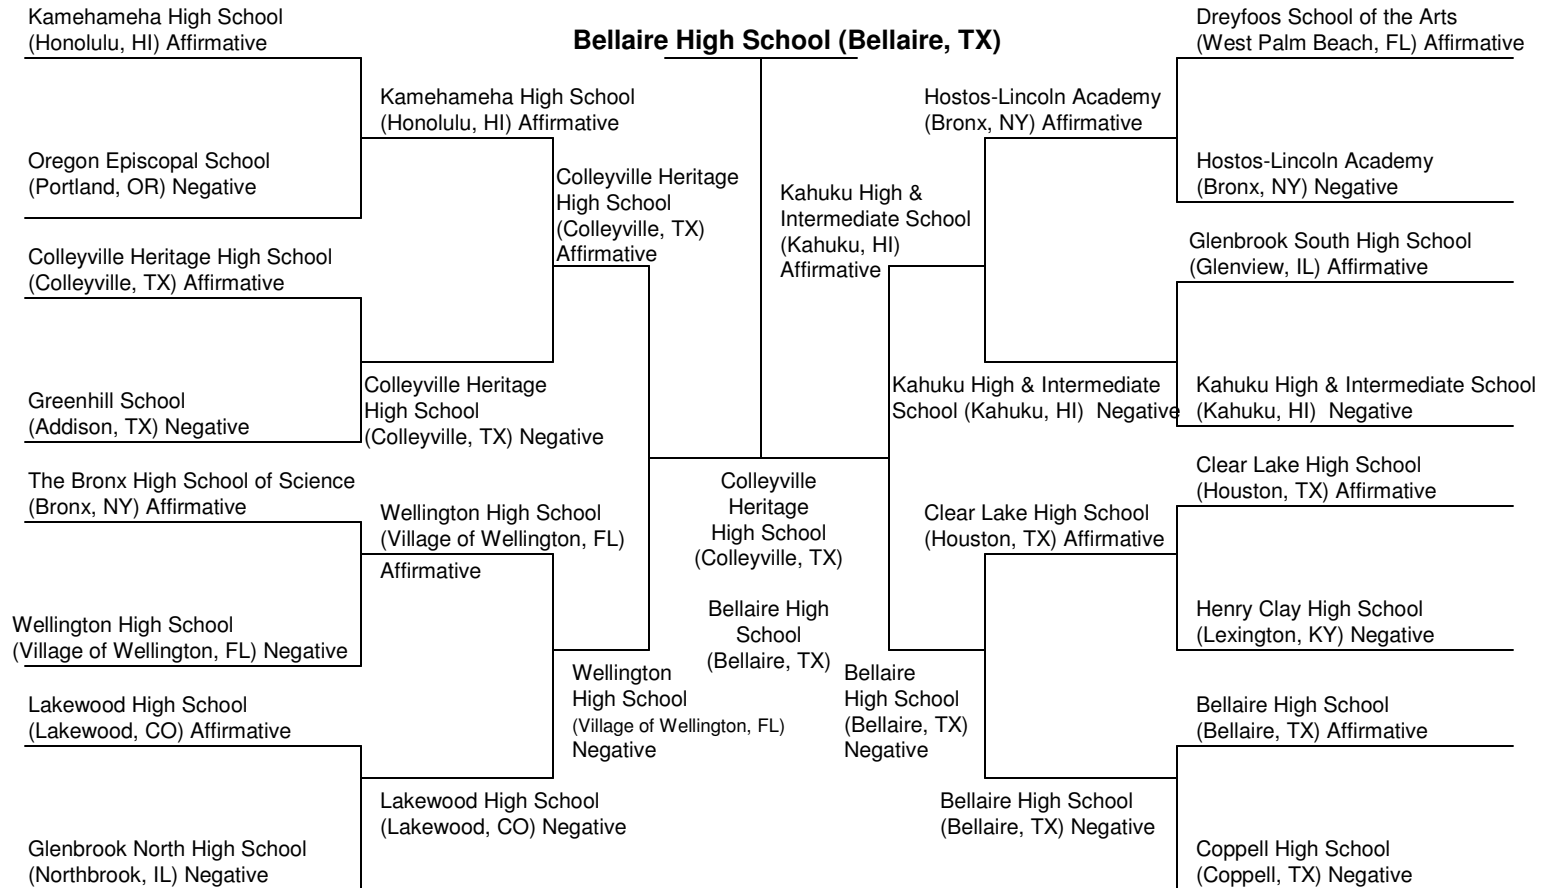 Kamehameha High School
(Honolulu, HI) Affirmative
Oregon Episcopal School
(Portland, OR) Negative
Colleyville Heritage High School
(Colleyville, TX) Affirmative
Greenhill School
(Addison, TX) Negative
The Bronx High School of Science
(Bronx, NY) Affirmative
Wellington High School
(Village of Wellington, FL) Negative
Lakewood High School
(Lakewood, CO) Affirmative
Glenbrook North High School
(Northbrook, IL) Negative
Kamehameha High School
(Honolulu, HI) Affirmative
Colleyville Heritage
High School
(Colleyville, TX) Negative
Wellington High School
(Village of Wellington, FL)
Affirmative
Lakewood High School
(Lakewood, CO) Negative
Colleyville Heritage
High School
(Colleyville, TX)
Affirmative
Wellington
High School
(Village of Wellington, FL)
Negative
Bellaire High School (Bellaire, TX)
Colleyville
Heritage
High School
(Colleyville, TX)
Bellaire High
School
(Bellaire, TX)
Kahuku High &
Intermediate School
(Kahuku, HI)
Affirmative
Bellaire
High School
(Bellaire, TX)
Negative
Hostos-Lincoln Academy
(Bronx, NY) Affirmative
Kahuku High & Intermediate
School (Kahuku, HI)  Negative
Clear Lake High School
(Houston, TX) Affirmative
Bellaire High School
(Bellaire, TX) Negative
Dreyfoos School of the Arts
(West Palm Beach, FL) Affirmative
Hostos-Lincoln Academy
(Bronx, NY) Negative
Glenbrook South High School
(Glenview, IL) Affirmative
Kahuku High & Intermediate School
(Kahuku, HI)  Negative
Clear Lake High School
(Houston, TX) Affirmative
Henry Clay High School
(Lexington, KY) Negative
Bellaire High School
(Bellaire, TX) Affirmative
Coppell High School
(Coppell, TX) Negative